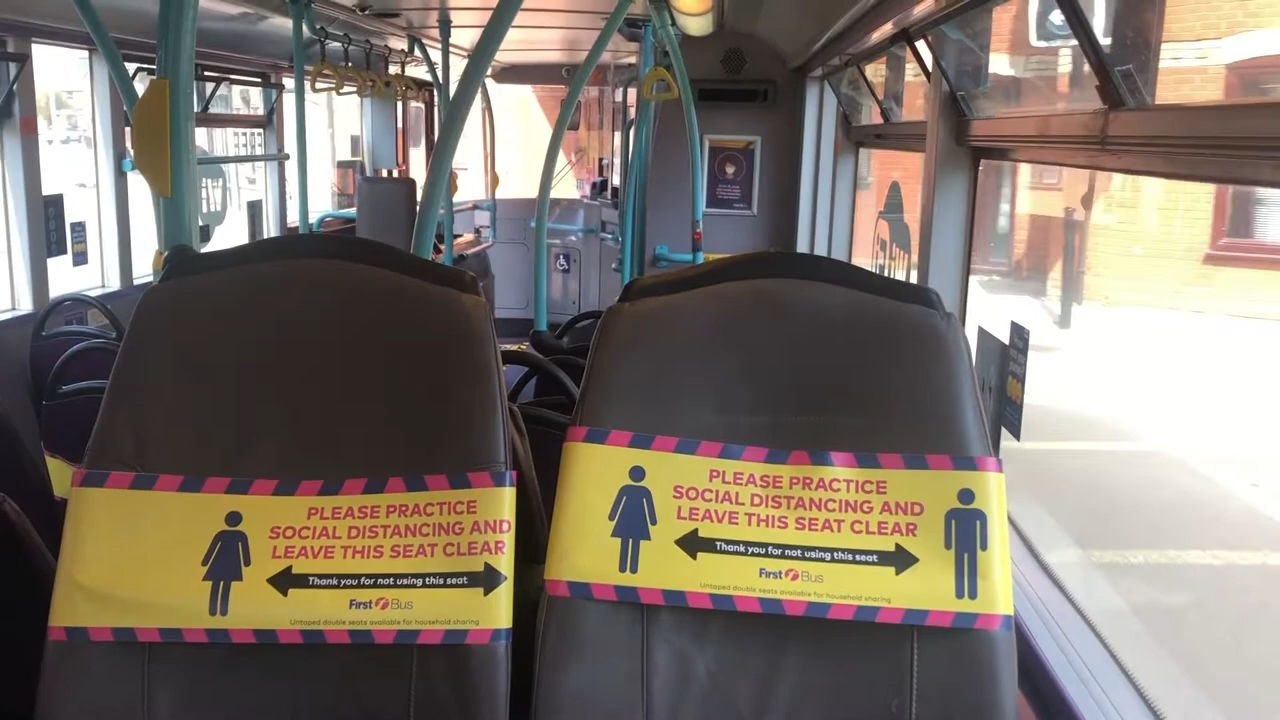 PLEASE PRACTICE
SOCIAL DISTANCING AND
LEAVE THIS SEAT CLEAR
Thank you for not using this seat
First Bus
Untaped double seats available for household sharing
PLEASE PRACTICE
SOCIAL DISTANCING AND
LEAVE THIS SEAT CLEAR
Thank you for not using this seat
First Bus
Untaped double seats available for household sharing